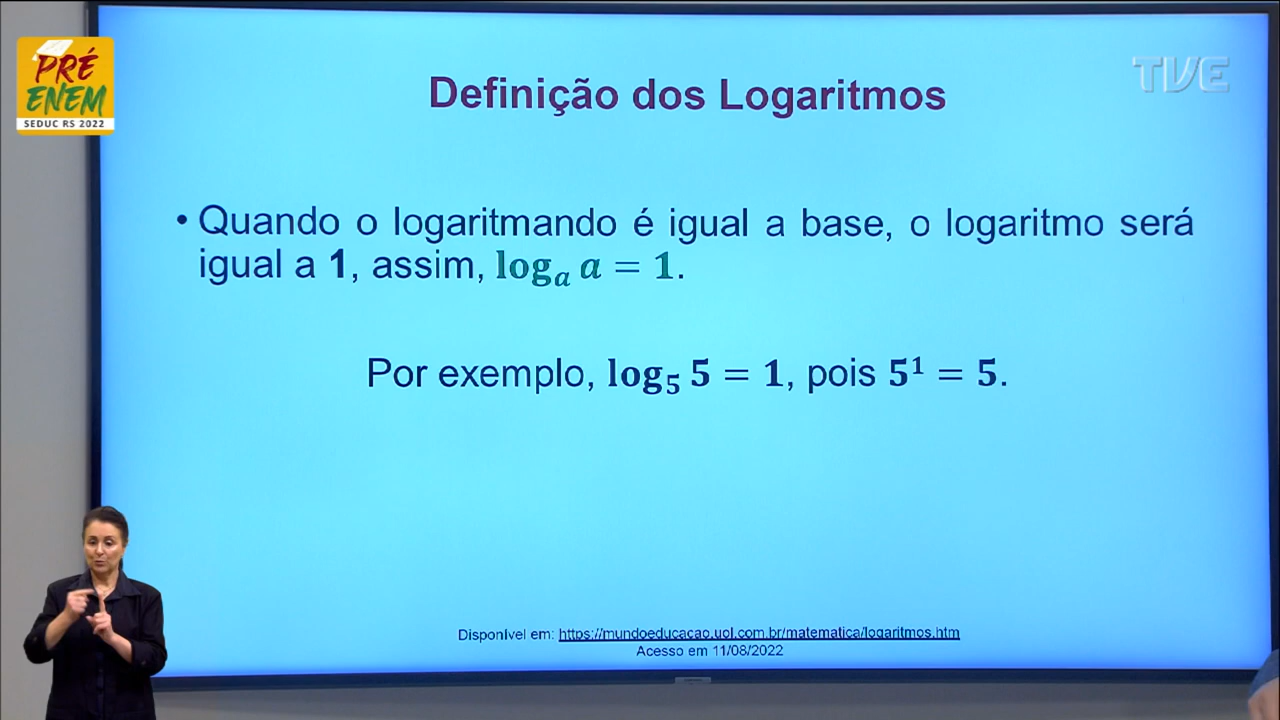 PRÉ
ENEM
SEDUC RS 2022
TVE
Definição dos Logaritmos
• Quando o logaritmando é igual a base, o logaritmo será
igual a 1, assim, logₐ a = 1.
Por exemplo, log₅ 5 = 1, pois 5¹ = 5.
Disponível em: https://mundoeducacao.uol.com.br/matematica/logaritmos.htm
Acesso em 11/08/2022